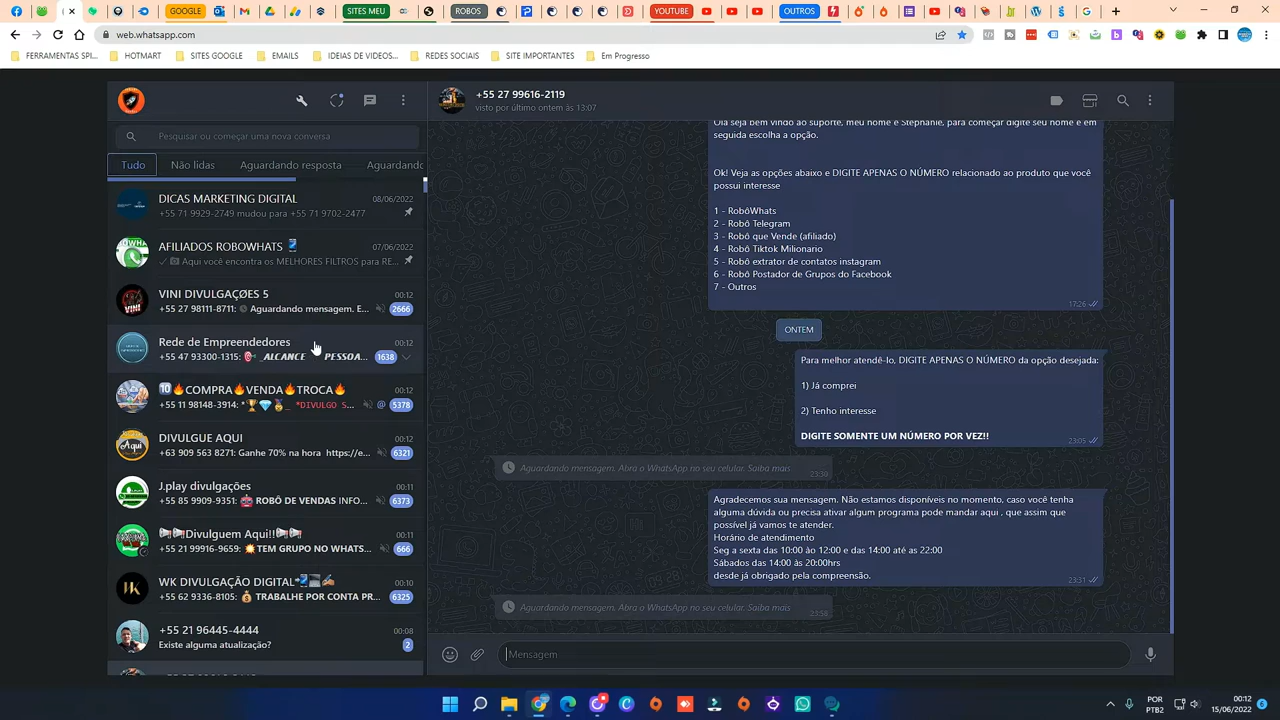 GOOGLE
SITES MEU
ROBOS
YOUTUBE
OUTROS
web.whatsapp.com
FERRAMENTAS SPI...
HOTMART
SITES GOOGLE
EMAILS
IDEIAS DE VIDEOS...
REDES SOCIAIS
SITE IMPORTANTES
Em Progresso
Pesquisar ou começar uma nova conversa
Tudo
Não lidas
Aguardando resposta
Aguardando
DICAS MARKETING DIGITAL
08/06/2022
+55 71 9929-2749 mudou para +55 71 9702-2477
AFILIADOS ROBOWHATS
07/06/2022
Aqui você encontra os MELHORES FILTROS para RE...
VINI DIVULGAÇØES 5
00:12
+55 27 98111-8711: Aguardando mensagem. E...
2666
Rede de Empreendedores
00:12
+55 47 93300-1315: 🎯 _ALCANCE ... PESSOA...
1638
🔟🔥COMPRA🔥VENDA🔥TROCA🔥
00:12
+55 11 98148-3914: *🏆💎🥇_ *DIVULGO S...
@ 5378
DIVULGUE AQUI
00:12
+63 909 563 8271: Ganhe 70% na hora https://e...
6321
J.play divulgações
00:11
+55 85 9909-9351: 🤖 ROBÔ DE VENDAS INFO...
6373
📢📢Divulguem Aqui!!📢📢
00:10
+55 21 99916-9659: 💥TEM GRUPO NO WHATS...
666
WK DIVULGAÇÃO DIGITAL
00:10
+55 62 9336-8105: 💰 TRABALHE POR CONTA PR...
6325
+55 21 96445-4444
00:08
Existe alguma atualização?
2
+55 27 99616-2119
visto por último ontem às 13:07
Olá seja bem vindo ao suporte, meu nome é Stephanie, para começar digite seu nome e em
seguida escolha a opção.
Ok! Veja as opções abaixo e DIGITE APENAS O NÚMERO relacionado ao produto que você
possui interesse
1 - RobôWhats
2 - Robô Telegram
3 - Robô que Vende (afiliado)
4 - Robô Tiktok Milionario
5 - Robô extrator de contatos instagram
6 - Robô Postador de Grupos do Facebook
7 - Outros
17:26
ONTEM
Para melhor atendê-lo, DIGITE APENAS O NÚMERO da opção desejada:
1) Já comprei
2) Tenho interesse
DIGITE SOMENTE UM NÚMERO POR VEZ!!
23:05
Aguardando mensagem. Abra o WhatsApp no seu celular. Saiba mais
23:30
Agradecemos sua mensagem. Não estamos disponíveis no momento, caso você tenha
alguma dúvida ou precisa ativar algum programa pode mandar aqui , que assim que
possível já vamos te atender.
Horário de atendimento
Seg a sexta das 10:00 ào 12:00 e das 14:00 até as 22:00
Sábados das 14:00 às 20:00hrs
desde já obrigado pela compreensão.
23:31
Aguardando mensagem. Abra o WhatsApp no seu celular. Saiba mais
23:58
Mensagem
POR
PTB2
00:12
15/06/2022